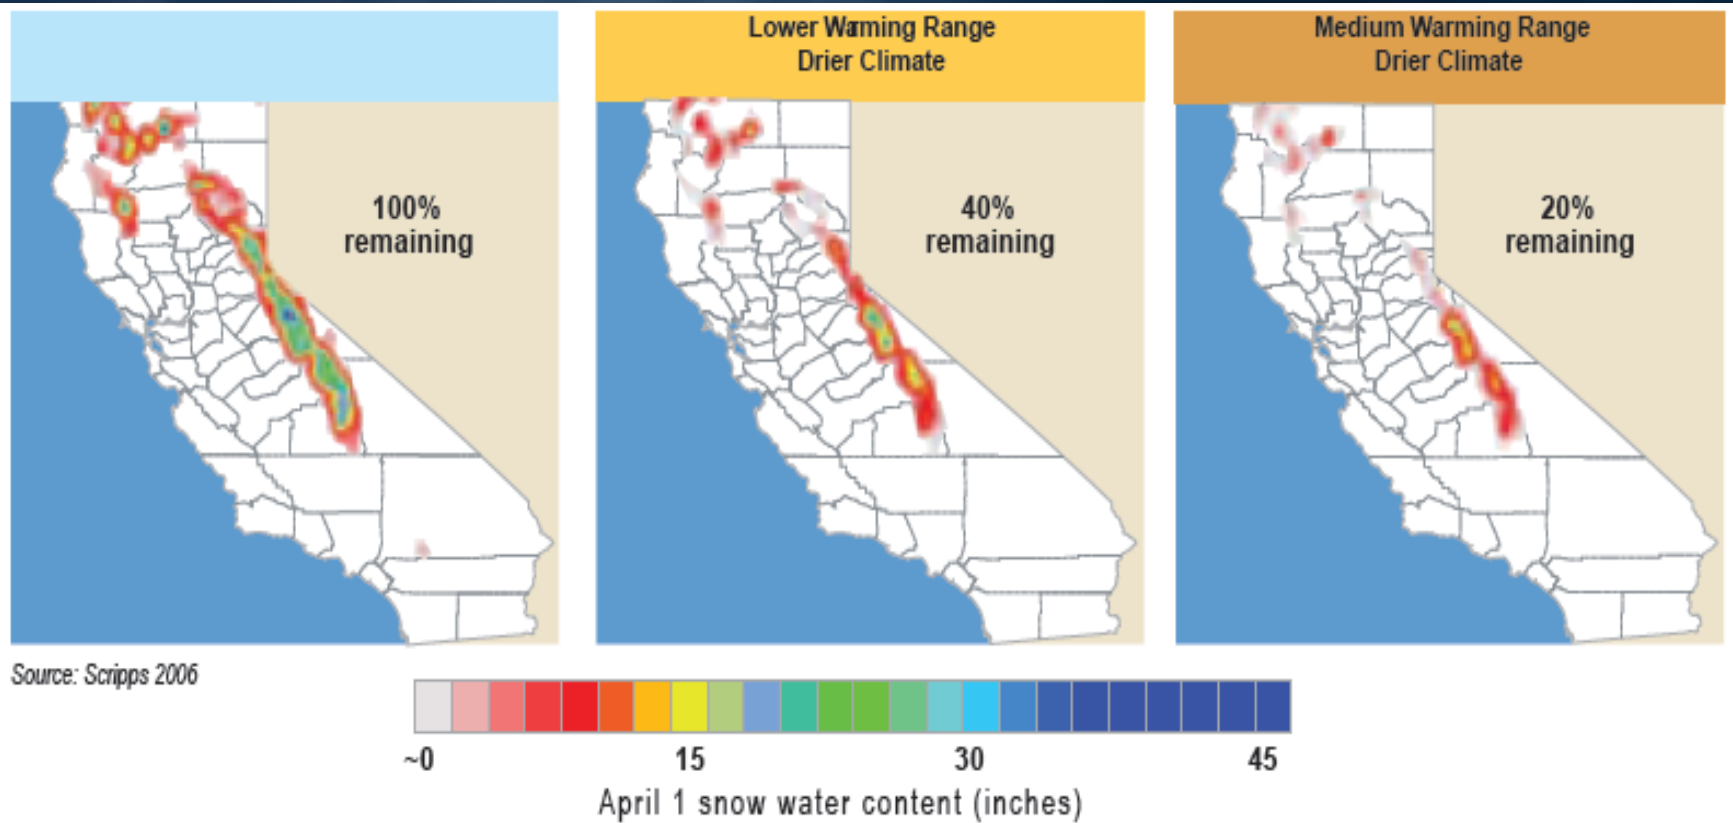 Lower Warming Range
Drier Climate
Medium Warming Range
Drier Climate
100%
remaining
40%
remaining
20%
remaining
Source: Scripps 2006
~0
15
30
45
April 1 snow water content (inches)